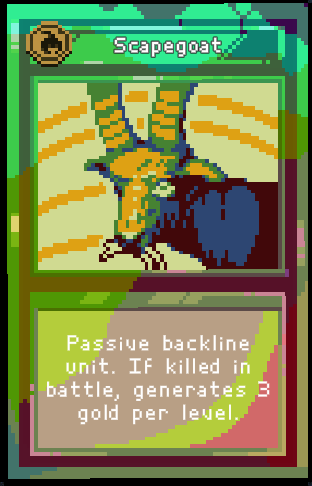 Scapegoat
Passive backline
unit. If killed in
battle, generates 3
gold per level.